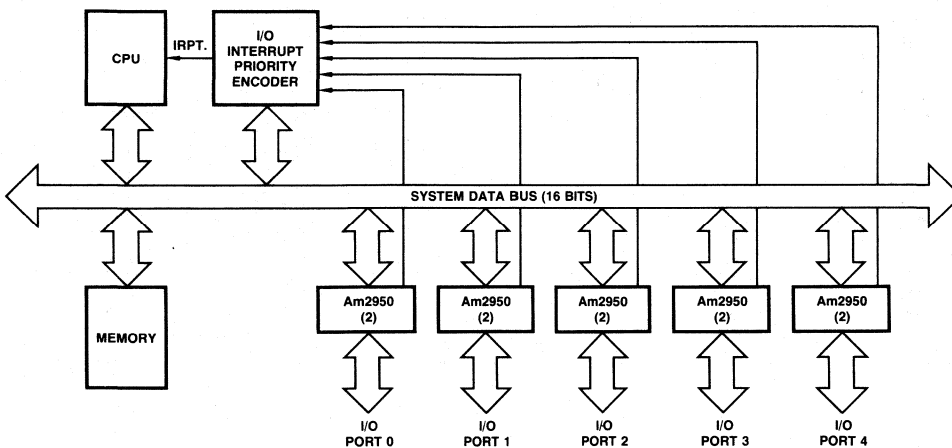 CPU
IRPT.
I/O
INTERRUPT
PRIORITY
ENCODER
SYSTEM DATA BUS (16 BITS)
MEMORY
Am2950
(2)
Am2950
(2)
Am2950
(2)
Am2950
(2)
Am2950
(2)
I/O
PORT 0
I/O
PORT 1
I/O
PORT 2
I/O
PORT 3
I/O
PORT 4